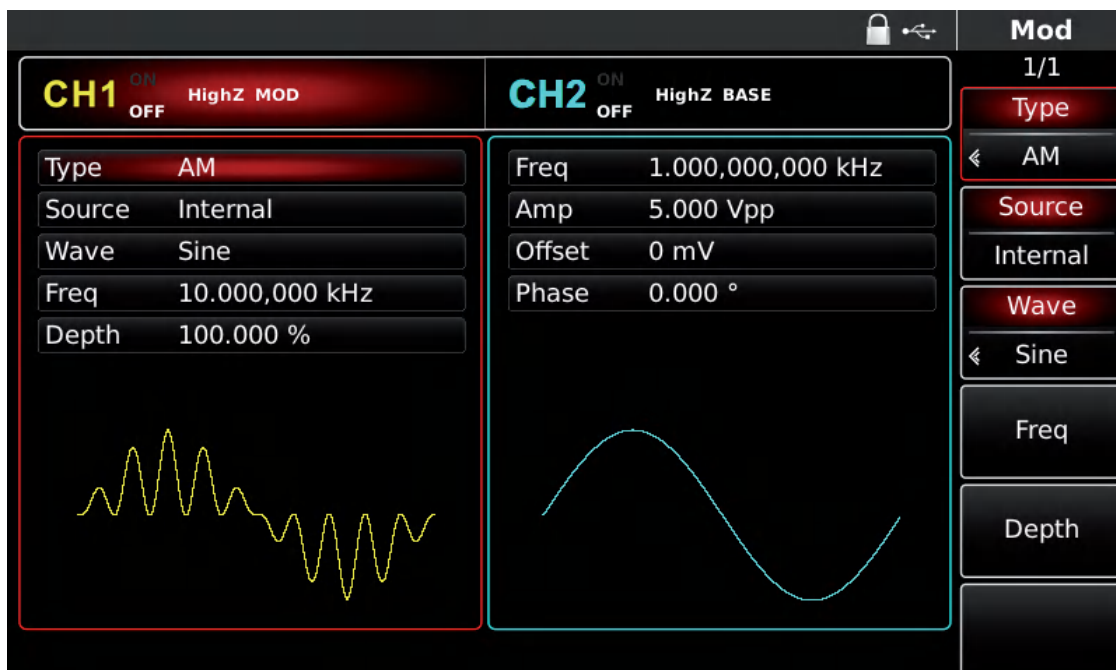 Mod
1/1
CH1 ON OFF HighZ MOD
CH2 ON OFF HighZ BASE
Type AM
Source Internal
Wave Sine
Freq 10.000,000 kHz
Depth 100.000 %
Freq 1.000,000,000 kHz
Amp 5.000 Vpp
Offset 0 mV
Phase 0.000 °
Type
AM
Source
Internal
Wave
Sine
Freq
Depth